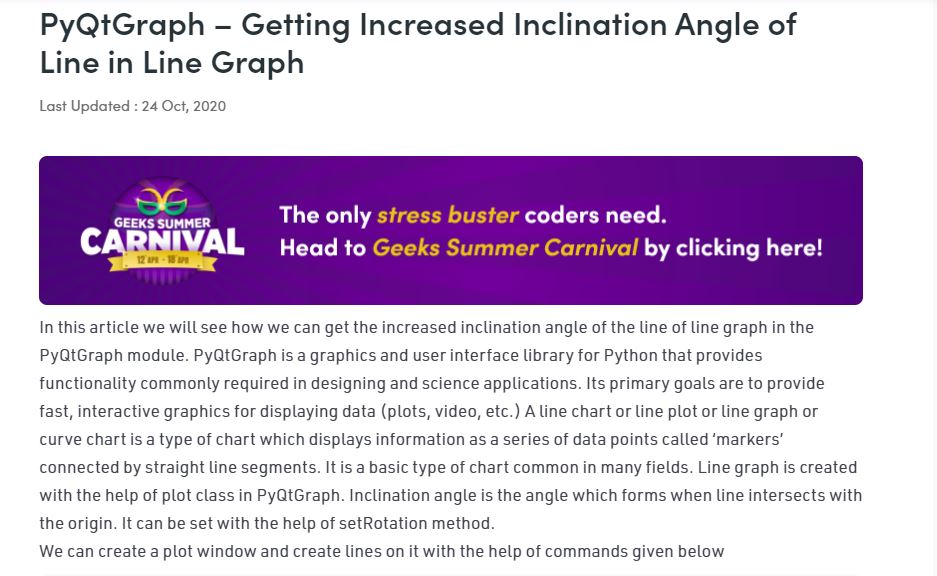 PyQtGraph – Getting Increased Inclination Angle of
Line in Line Graph
Last Updated : 24 Oct, 2020
GEEKS SUMMER
CARNIVAL
12 APR - 18 APR
The only stress buster coders need.
Head to Geeks Summer Carnival by clicking here!
In this article we will see how we can get the increased inclination angle of the line of line graph in the
PyQtGraph module. PyQtGraph is a graphics and user interface library for Python that provides
functionality commonly required in designing and science applications. Its primary goals are to provide
fast, interactive graphics for displaying data (plots, video, etc.) A line chart or line plot or line graph or
curve chart is a type of chart which displays information as a series of data points called ‘markers’
connected by straight line segments. It is a basic type of chart common in many fields. Line graph is created
with the help of plot class in PyQtGraph. Inclination angle is the angle which forms when line intersects with
the origin. It can be set with the help of setRotation method.
We can create a plot window and create lines on it with the help of commands given below